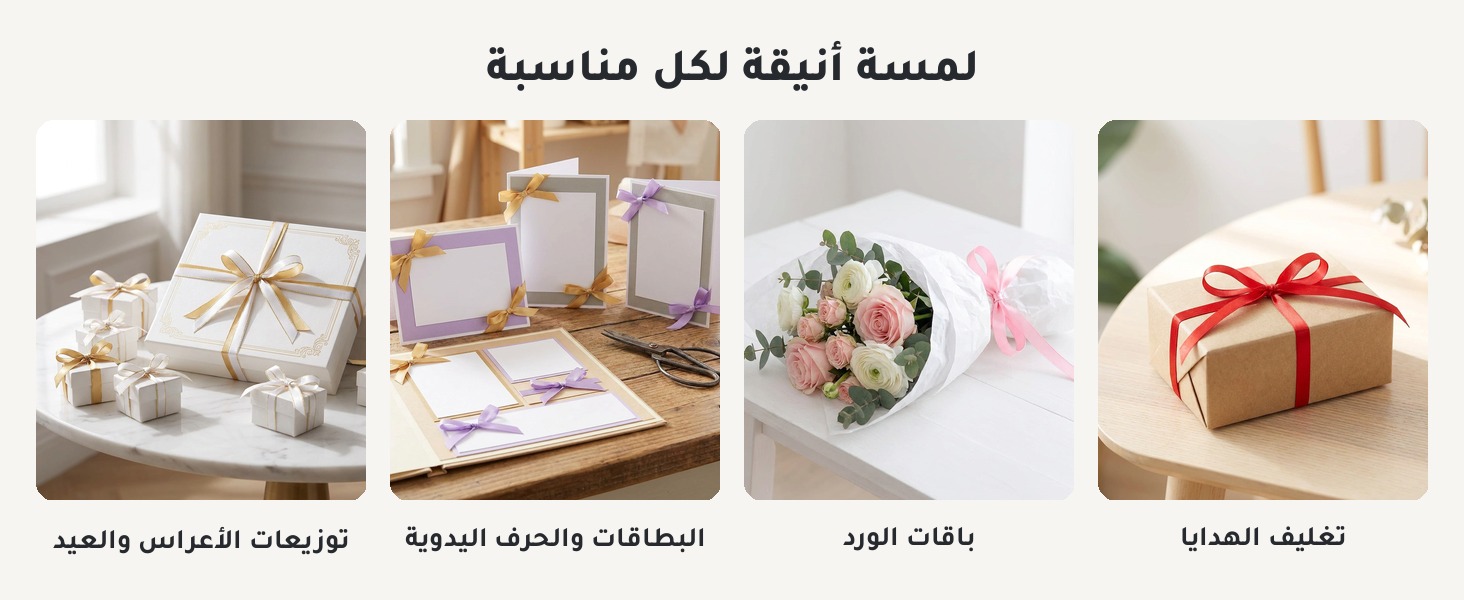 لمسة أنيقة لكل مناسبة
تغليف الهدايا
باقات الورد
البطاقات والحرف اليدوية
توزيعات الأعراس والعيد